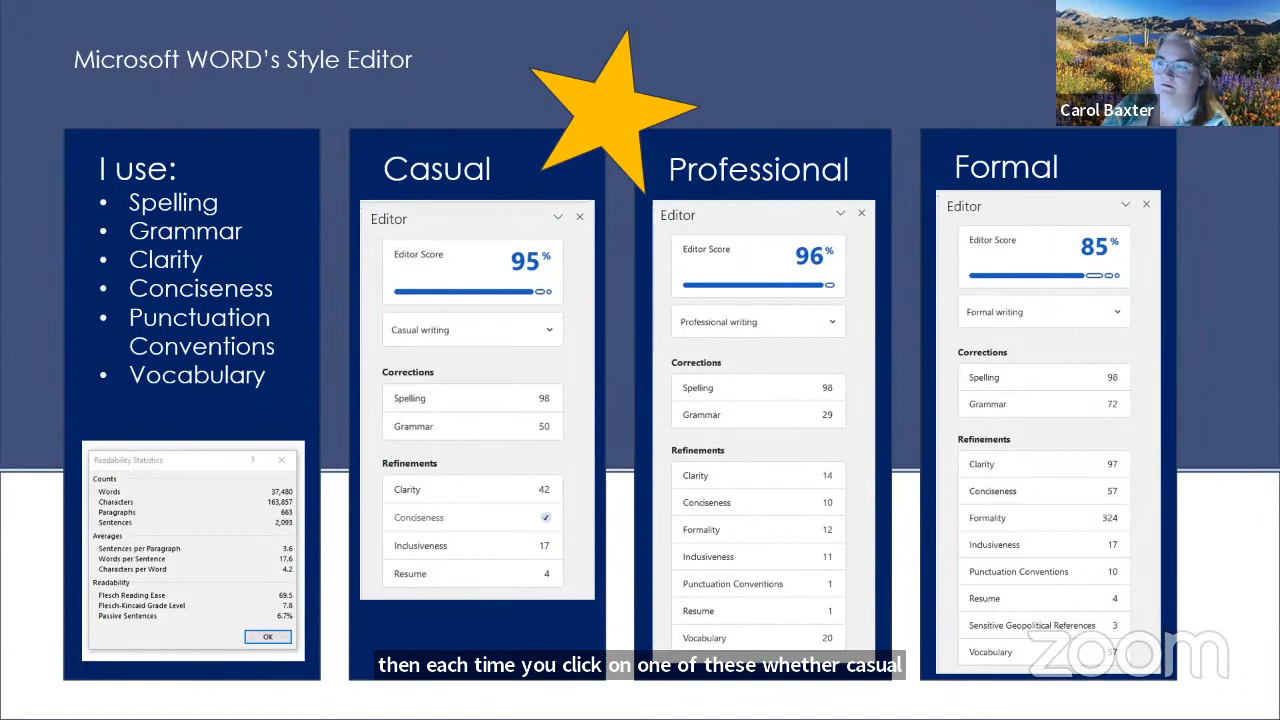 Microsoft WORD's Style Editor
Carol Baxter
I use:
• Spelling
• Grammar
• Clarity
• Conciseness
• Punctuation
Conventions
• Vocabulary
Readability Statistics ? ×
Counts
Words 37,480
Characters 163,857
Paragraphs 663
Sentences 2,093
Averages
Sentences per Paragraph 3.6
Words per Sentence 17.6
Characters per Word 4.2
Readability
Flesch Reading Ease 69.5
Flesch-Kincaid Grade Level 7.8
Passive Sentences 6.7%
OK
Casual
Editor
Editor Score 95%
Casual writing
Corrections
Spelling 98
Grammar 50
Refinements
Clarity 42
Conciseness
Inclusiveness 17
Resume 4
Professional
Editor
Editor Score 96%
Professional writing
Corrections
Spelling 98
Grammar 29
Refinements
Clarity 14
Conciseness 10
Formality 12
Indusiveness 11
Punctuation Conventions 1
Resume 1
Vocabulary 20
Formal
Editor
Editor Score 85%
Formal writing
Corrections
Spelling 98
Grammar 72
Refinements
Clarity 97
Conciseness 57
Formality 324
Indusiveness 17
Punctuation Conventions 10
Resume 4
Sensitive Geopolitical References 3
Vocabulary 37
then each time you click on one of these whether casual
zoom